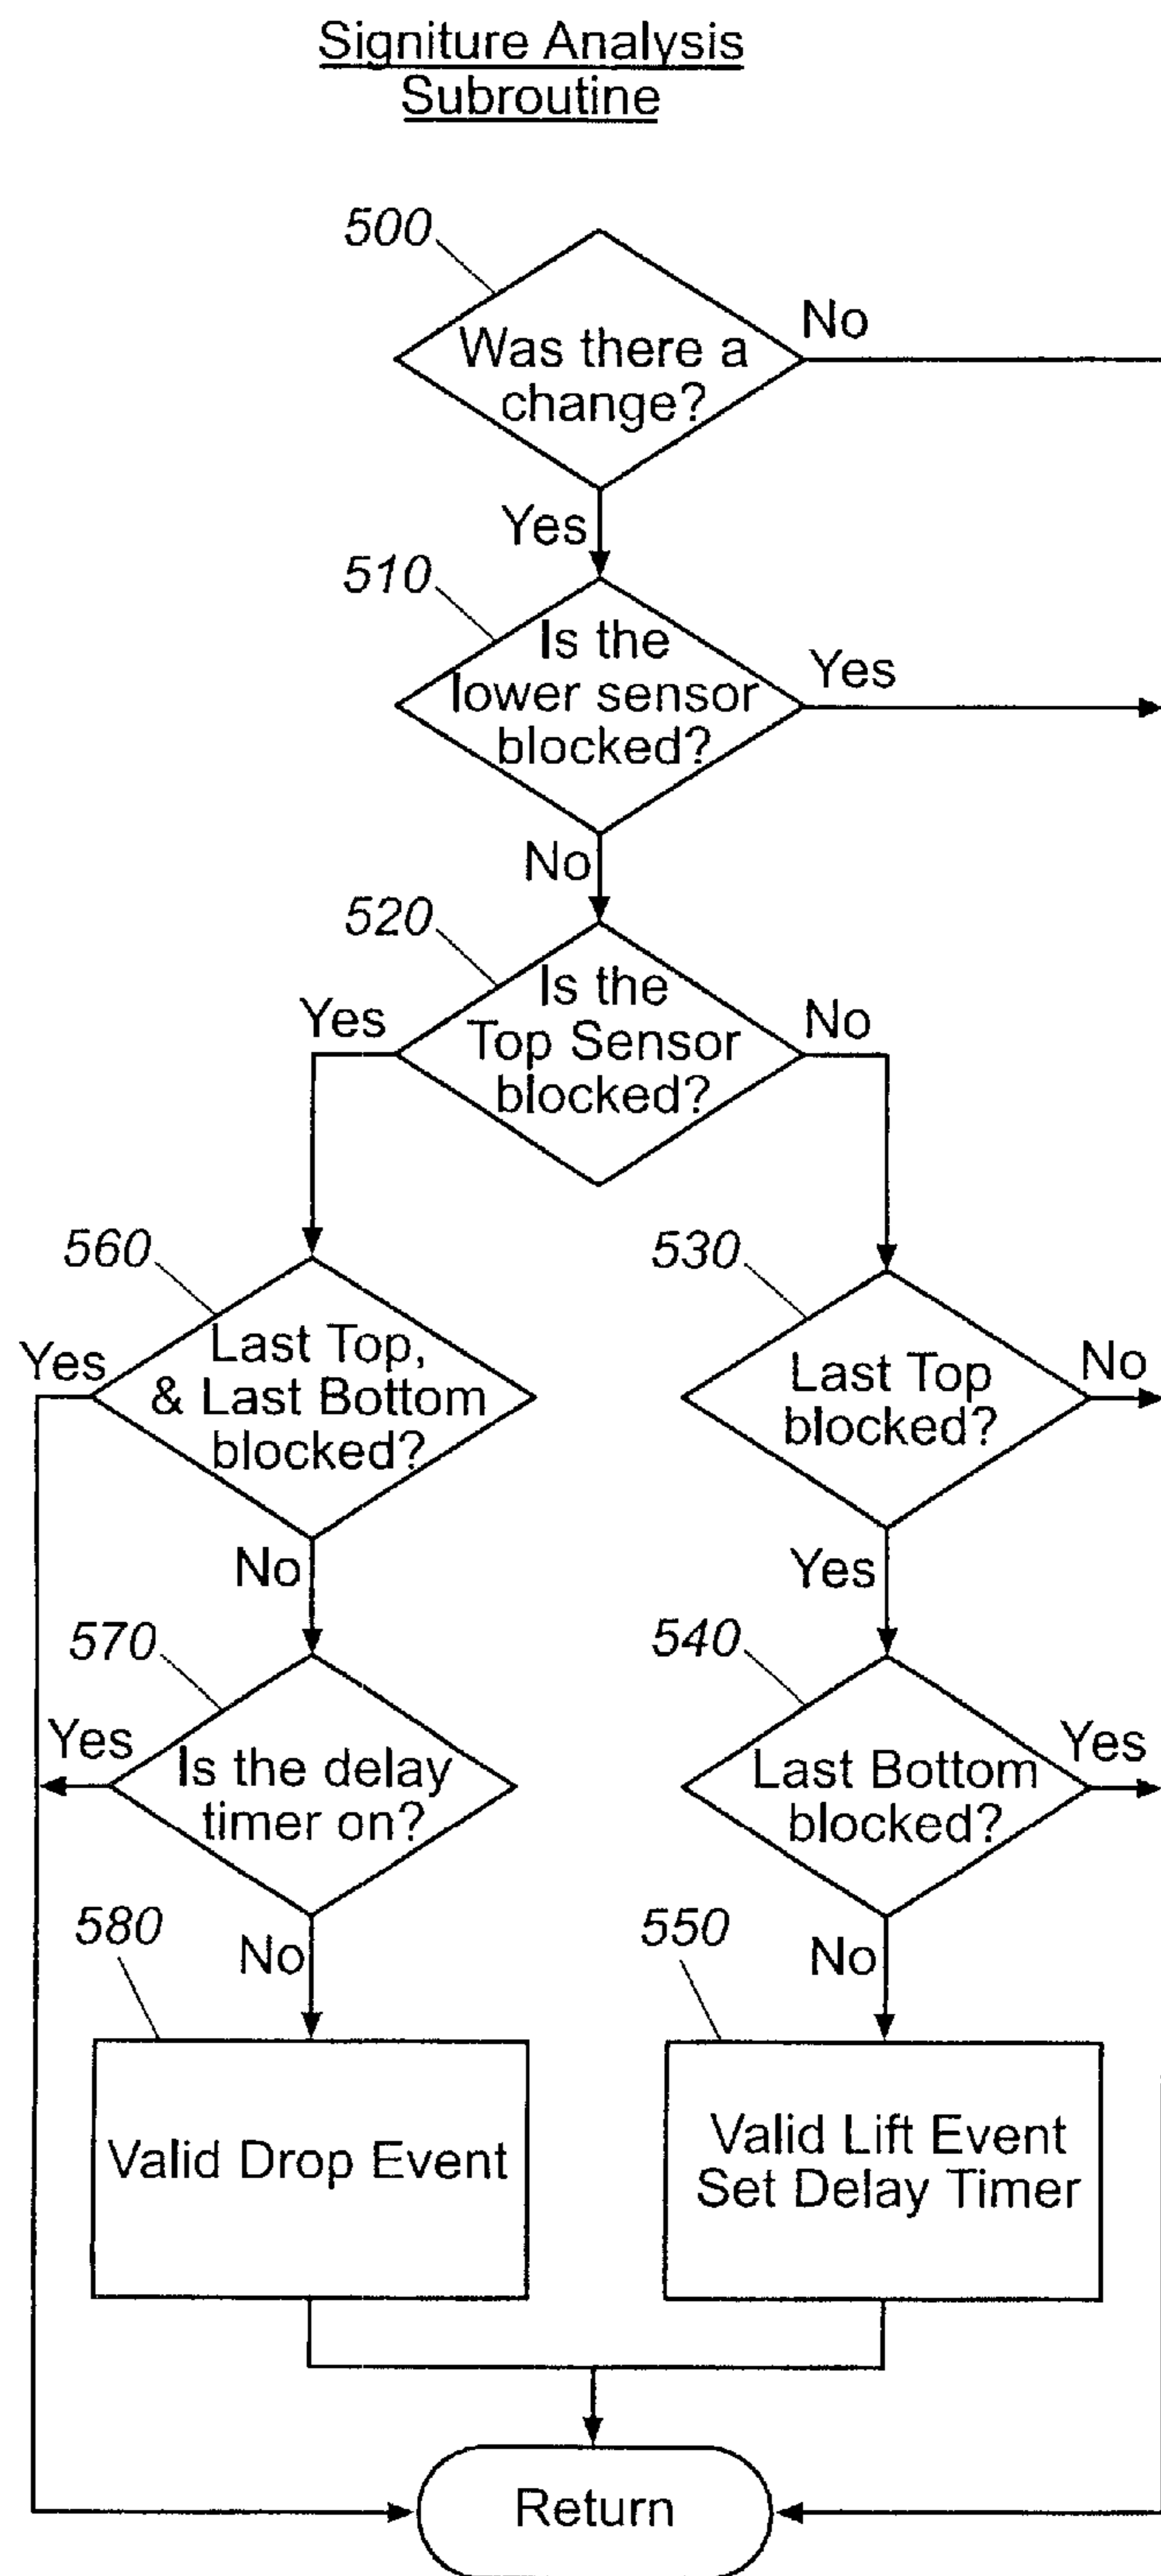 Signiture Analysis
Subroutine
500
Was there a
change?
No
Yes
510
Is the
lower sensor
blocked?
Yes
No
520
Is the
Top Sensor
blocked?
Yes
No
560
Last Top,
& Last Bottom
blocked?
Yes
No
530
Last Top
blocked?
No
Yes
570
Is the delay
timer on?
Yes
No
540
Last Bottom
blocked?
Yes
No
580
Valid Drop Event
550
Valid Lift Event
Set Delay Timer
Return